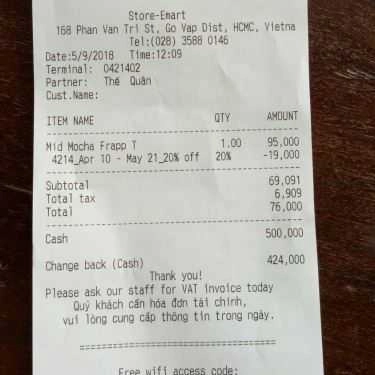 Store-Emart
168 Phan Van Tri St, Go Vap Dist, HCMC, Vietna
Tel:(028) 3588 0146
Date:5/9/2018 Time:12:09
Terminal: 0421402
Partner: Thế Quân
Cust.Name:
ITEM NAME QTY AMOUNT
Mid Mocha Frapp T 1.00 95,000
4214_Apr 10 - May 21_20% off 20% -19,000
Subtotal 69,091
Total tax 6,909
Total 76,000
Cash 500,000
Change back (Cash) 424,000
Thank you!
Please ask our staff for VAT invoice today
Quý khách cần hóa đơn tài chính,
vui lòng cung cấp thông tin trong ngày.
Free wifi access code: